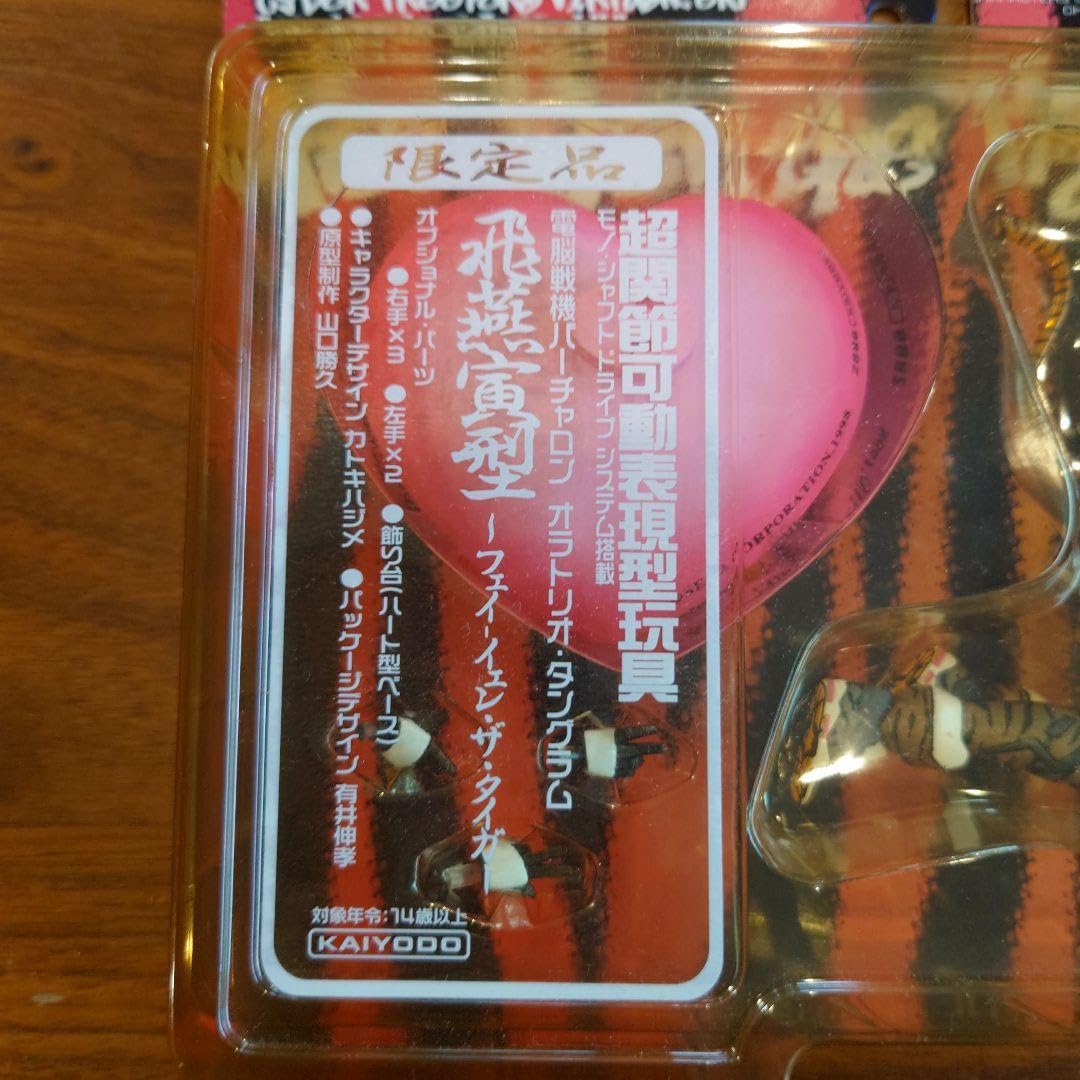 限定品
超関節可動表現型玩具
モノ・シャフトドライブシステム搭載
電脳戦機バーチャロン オラトリオ・タングラム
飛燕寅型 ～フェイ-イェン・ザ・タイガー
オプショナル・パーツ
●右手×3 ●左手×2 ●飾り台(ハート型ベース)
●キャラクターデザイン カトキハジメ ●パッケージデザイン 有井伸孝
●原型制作 山口勝久
対象年令:14歳以上
KAIYODO
CORPORATION, 1998